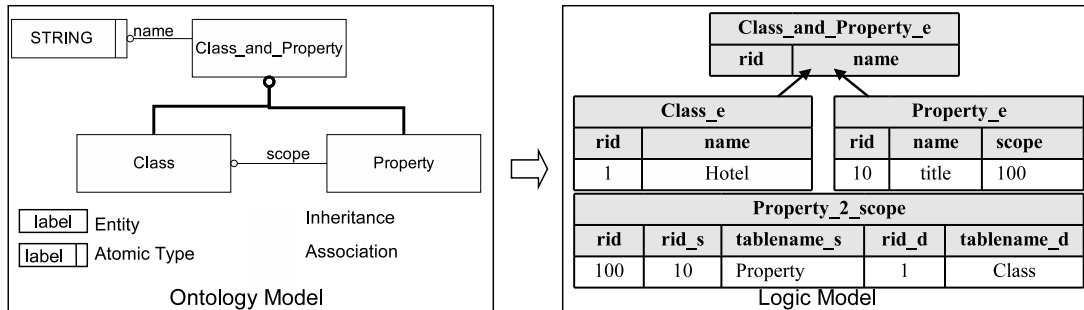 STRING
name
Class_and_Property
Class
scope
Property
label Entity
label Atomic Type
Inheritance
Association
Ontology Model
Class_and_Property_e
rid name
Class_e
rid name
1 Hotel
Property_e
rid name scope
10 title 100
Property_2_scope
rid rid_s tablename_s rid_d tablename_d
100 10 Property 1 Class
Logic Model